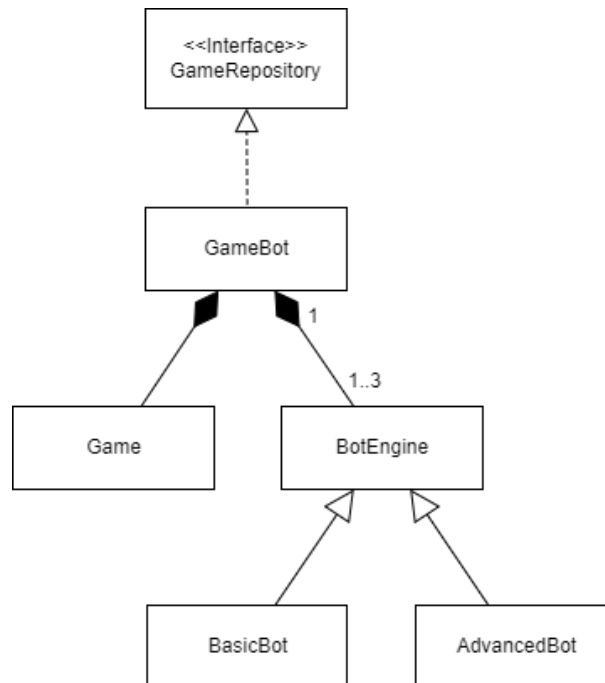 <<Interface>>
GameRepository
GameBot
1
1..3
Game
BotEngine
BasicBot
AdvancedBot